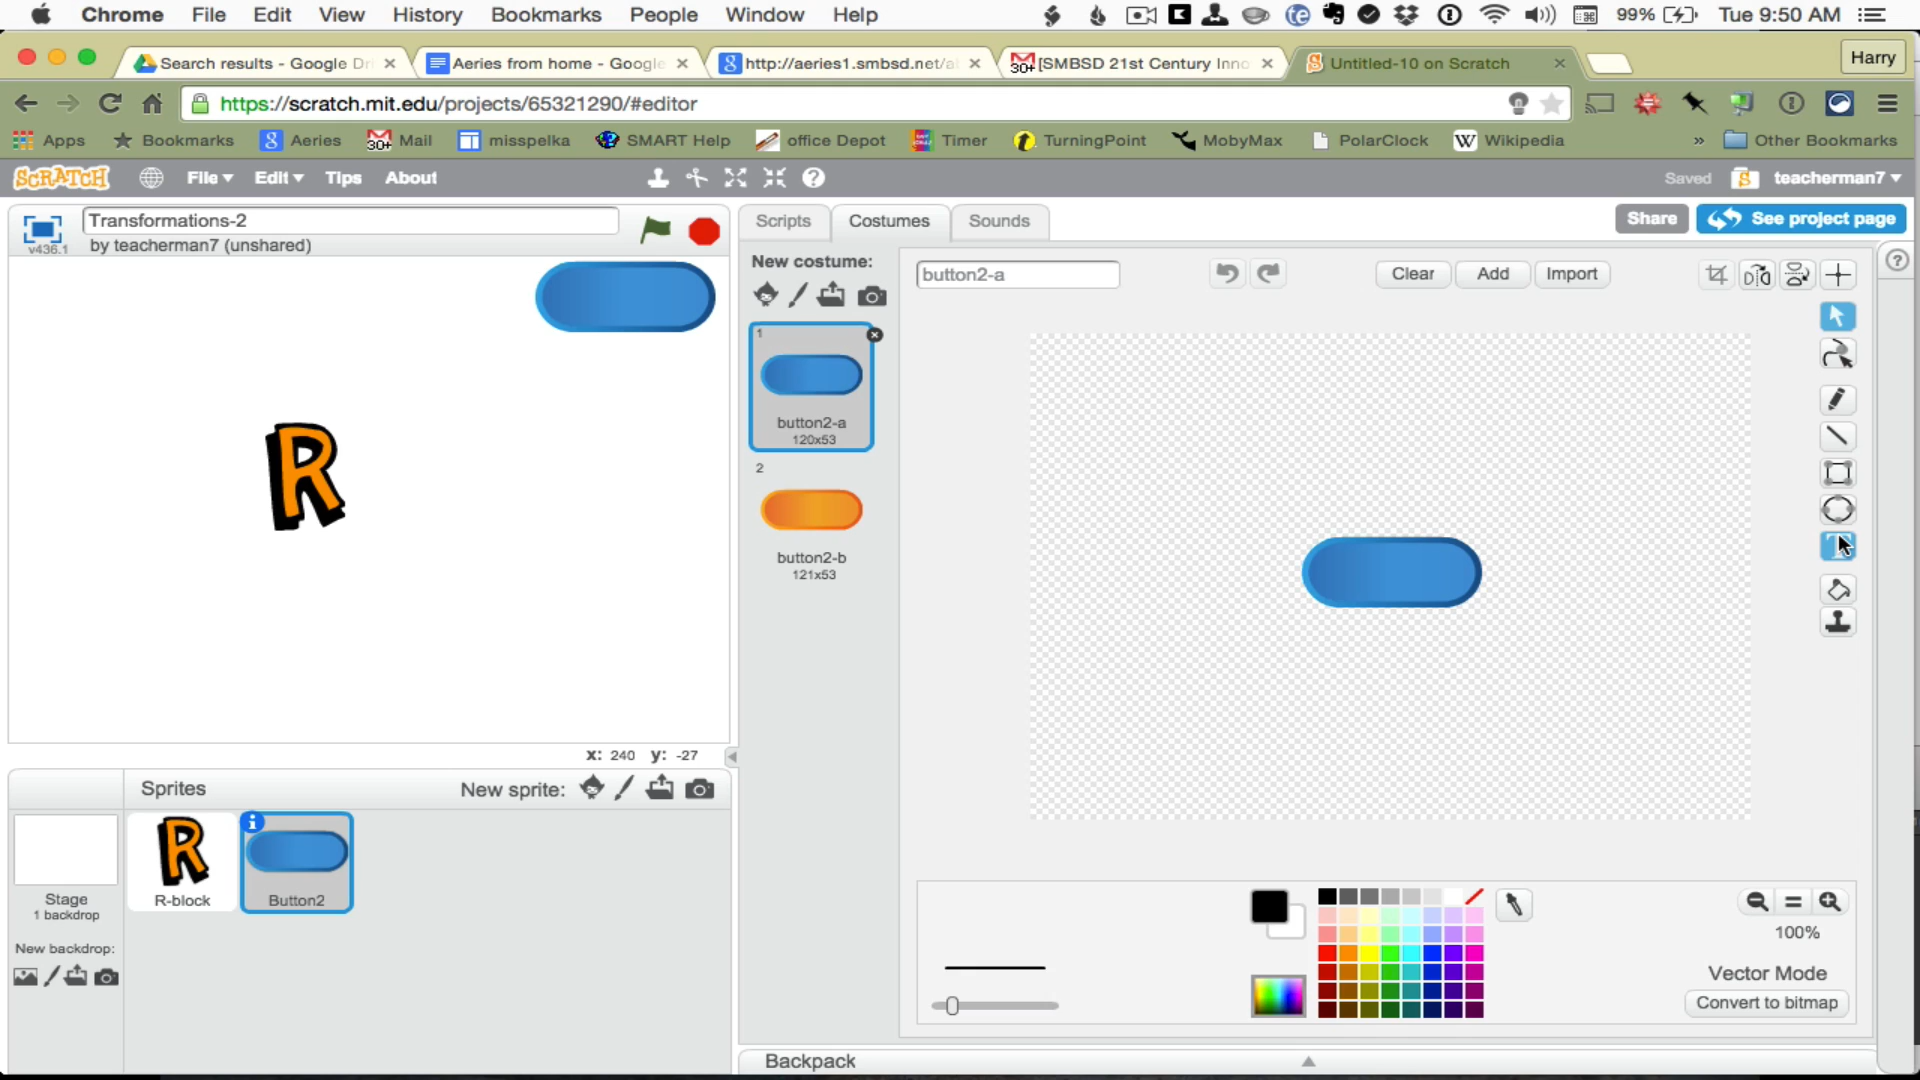 Chrome File Edit View History Bookmarks People Window Help 99% Tue 9:50 AM
Search results - Google Dri
Aeries from home - Google
http://aeries1.smbsd.net/a
30+ [SMBSD 21st Century Inno
Untitled-10 on Scratch
Harry
https://scratch.mit.edu/projects/65321290/#editor
Apps Bookmarks Aeries 30+ Mail misspelka SMART Help office Depot Timer TurningPoint MobyMax PolarClock Wikipedia » Other Bookmarks
SCRATCH File Edit Tips About Saved teacherman7
Transformations-2
v436.1
by teacherman7 (unshared)
Scripts Costumes Sounds Share See project page
New costume:
button2-a Clear Add Import
1
button2-a
120x53
2
button2-b
121x53
R
x: 240 y: -27
Sprites New sprite:
R
R-block
Button2
Stage
1 backdrop
New backdrop:
T
100%
Vector Mode
Convert to bitmap
Backpack